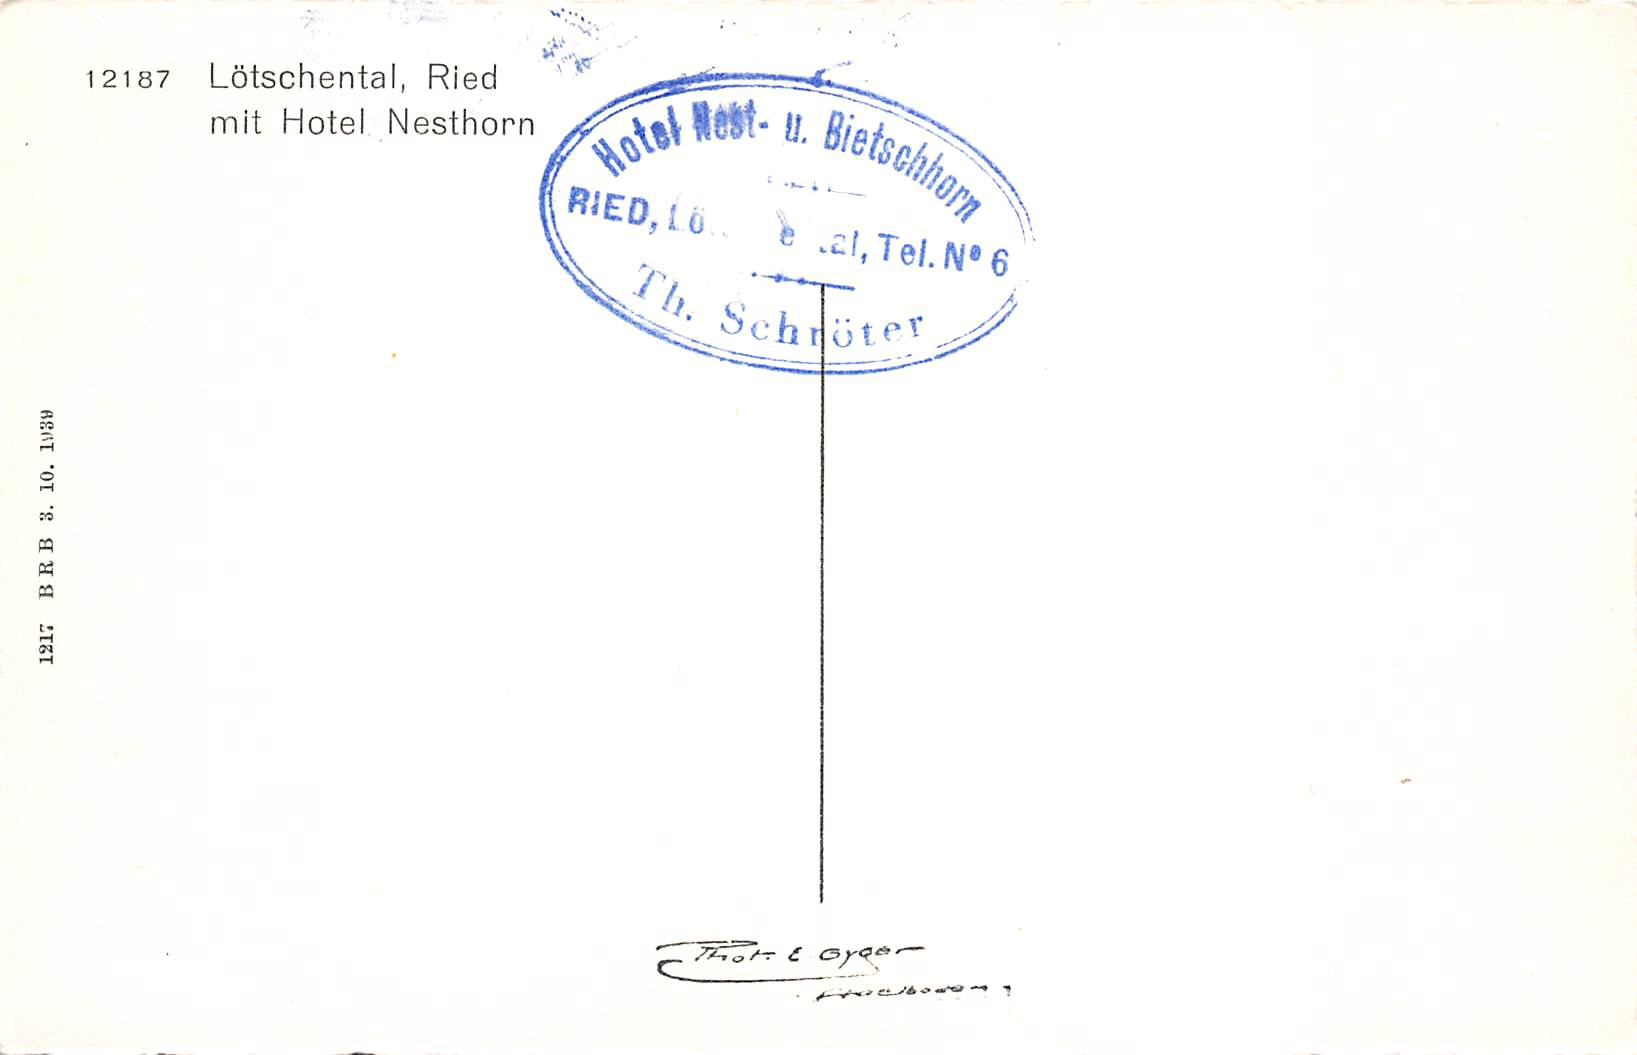 12187 Lötschental, Ried
mit Hotel Nesthorn
Hotel Nest- u. Bietschhorn
RIED, Tel. Nº 6
Th. Schröter
1217 BRB 3. 10. 1939
Phot. E Gyger
Adelboden